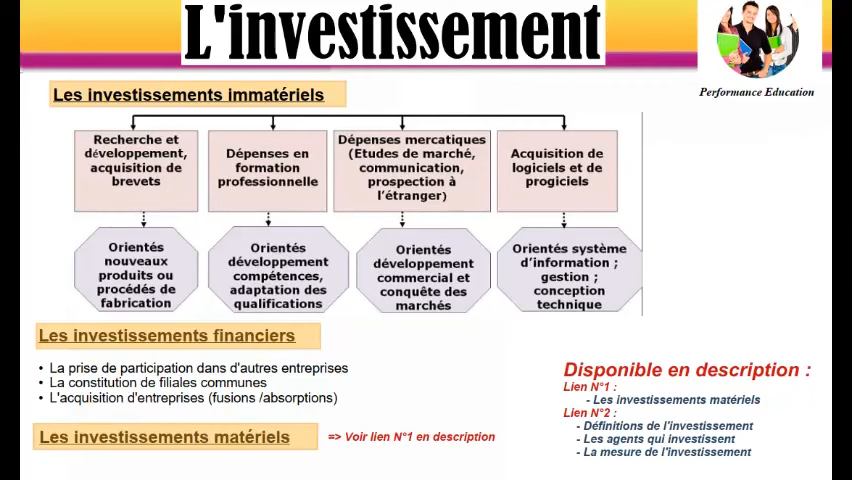 L'investissement
Performance Education
Les investissements immatériels
Recherche et
développement,
acquisition de
brevets
Dépenses en
formation
professionnelle
Dépenses mercatiques
(Etudes de marché,
communication,
prospection à
l'étranger)
Acquisition de
logiciels et de
progiciels
Orientés
nouveaux
produits ou
procédés de
fabrication
Orientés
développement
compétences,
adaptation des
qualifications
Orientés
développement
commercial et
conquête des
marchés
Orientés système
d'information ;
gestion ;
conception
technique
Les investissements financiers
• La prise de participation dans d'autres entreprises
• La constitution de filiales communes
• L'acquisition d'entreprises (fusions /absorptions)
Les investissements matériels
=> Voir lien N°1 en description
Disponible en description :
Lien N°1 :
- Les investissements matériels
Lien N°2 :
- Définitions de l'investissement
- Les agents qui investissent
- La mesure de l'investissement